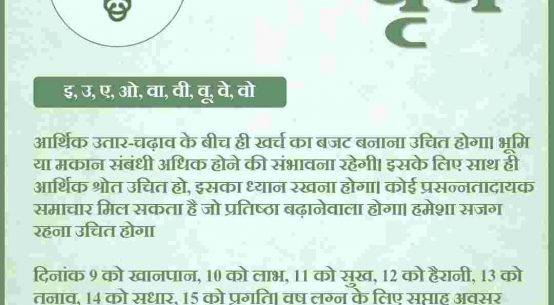 इ, उ, ए, ओ, वा, वी, वू, वे, वो
आर्थिक उतार-चढ़ाव के बीच ही खर्च का बजट बनाना उचित होगा। भूमि
या मकान संबंधी अधिक होने की संभावना रहेगी। इसके लिए साथ ही
आर्थिक श्रोत उचित हो, इसका ध्यान रखना होगा। कोई प्रसन्नतादायक
समाचार मिल सकता है जो प्रतिष्ठा बढ़ानेवाला होगा। हमेशा सजग
रहना उचित होगा
दिनांक 9 को खानपान, 10 को लाभ, 11 को सुख, 12 को हैरानी, 13 को
तनाव, 14 को सुधार, 15 को प्रगति। वृष लग्न के लिए सप्ताह अवसर